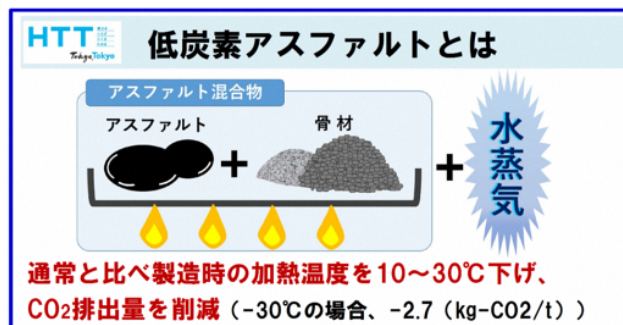 HTT
Tokyo Tokyo
低炭素アスファルトとは
アスファルト混合物
アスファルト
骨材
+
+
水蒸気
通常と比べ製造時の加熱温度を10～30℃下げ、
CO2排出量を削減（-30℃の場合、-2.7（kg-CO2/t））